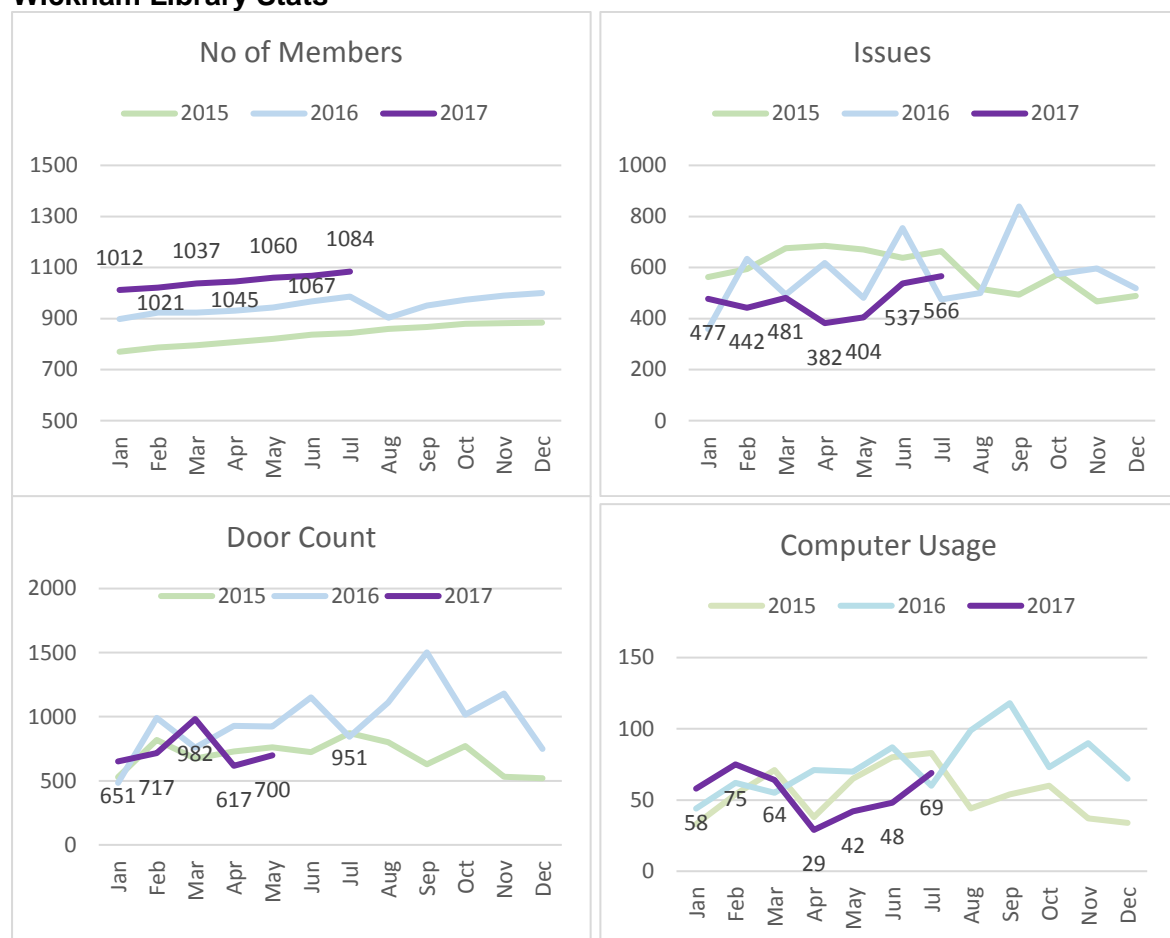 Wickham Library Stats
No of Members
2015 2016 2017
1500
1300
1100
900
700
500
1012 1037 1060 1084
1021 1045 1067
Jan Feb Mar Apr May Jun Jul Aug Sep Oct Nov Dec
Issues
2015 2016 2017
1000
800
600
400
200
0
477 442 481 382 404 537 566
Jan Feb Mar Apr May Jun Jul Aug Sep Oct Nov Dec
Door Count
2015 2016 2017
2000
1500
1000
500
0
651 717 982 617 700 951
Jan Feb Mar Apr May Jun Jul Aug Sep Oct Nov Dec
Computer Usage
2015 2016 2017
150
100
50
0
58 75 64 29 42 48 69
Jan Feb Mar Apr May Jun Jul Aug Sep Oct Nov Dec